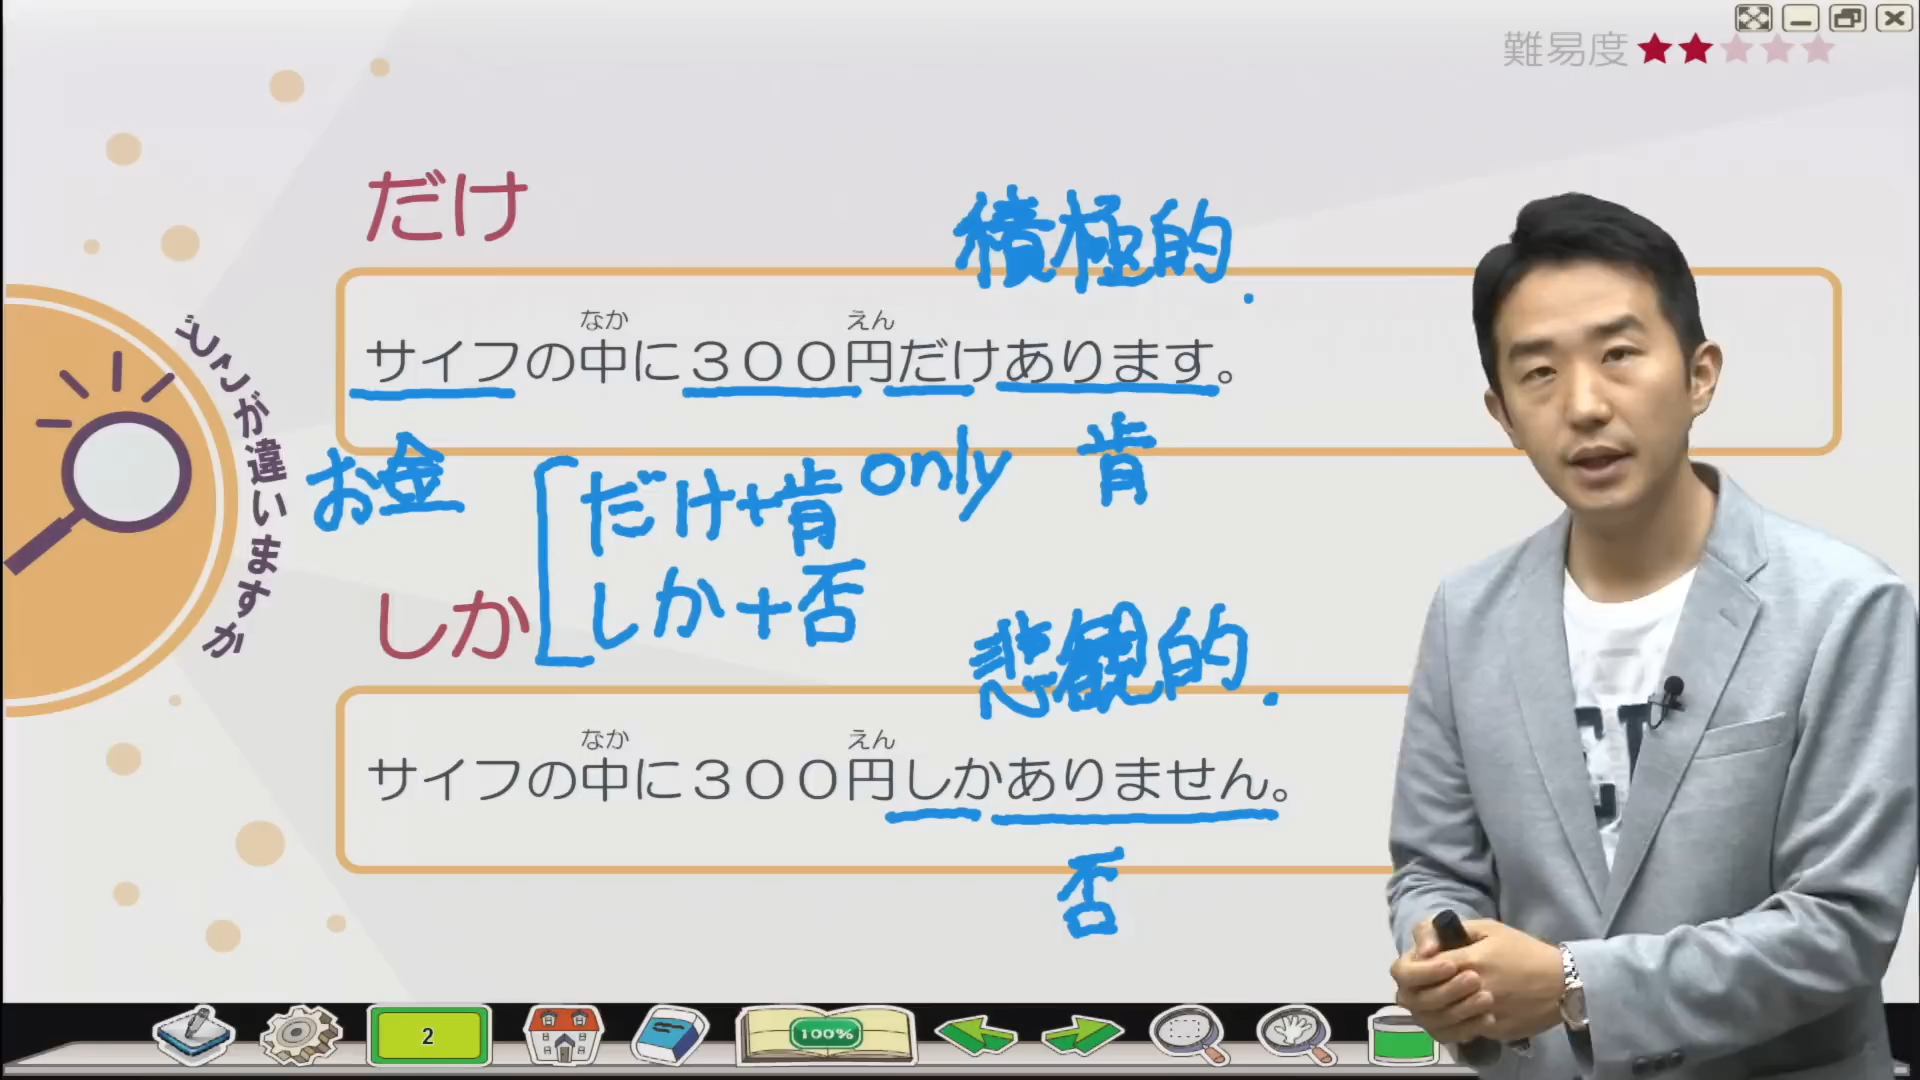 難易度
どこが違いますか
だけ
積極的.
なか えん
サイフの中に３００円だけあります。
お金
だけ+肯 only 肯
しか+否
しか
悲観的.
なか えん
サイフの中に３００円しかありません。
否
2
100%